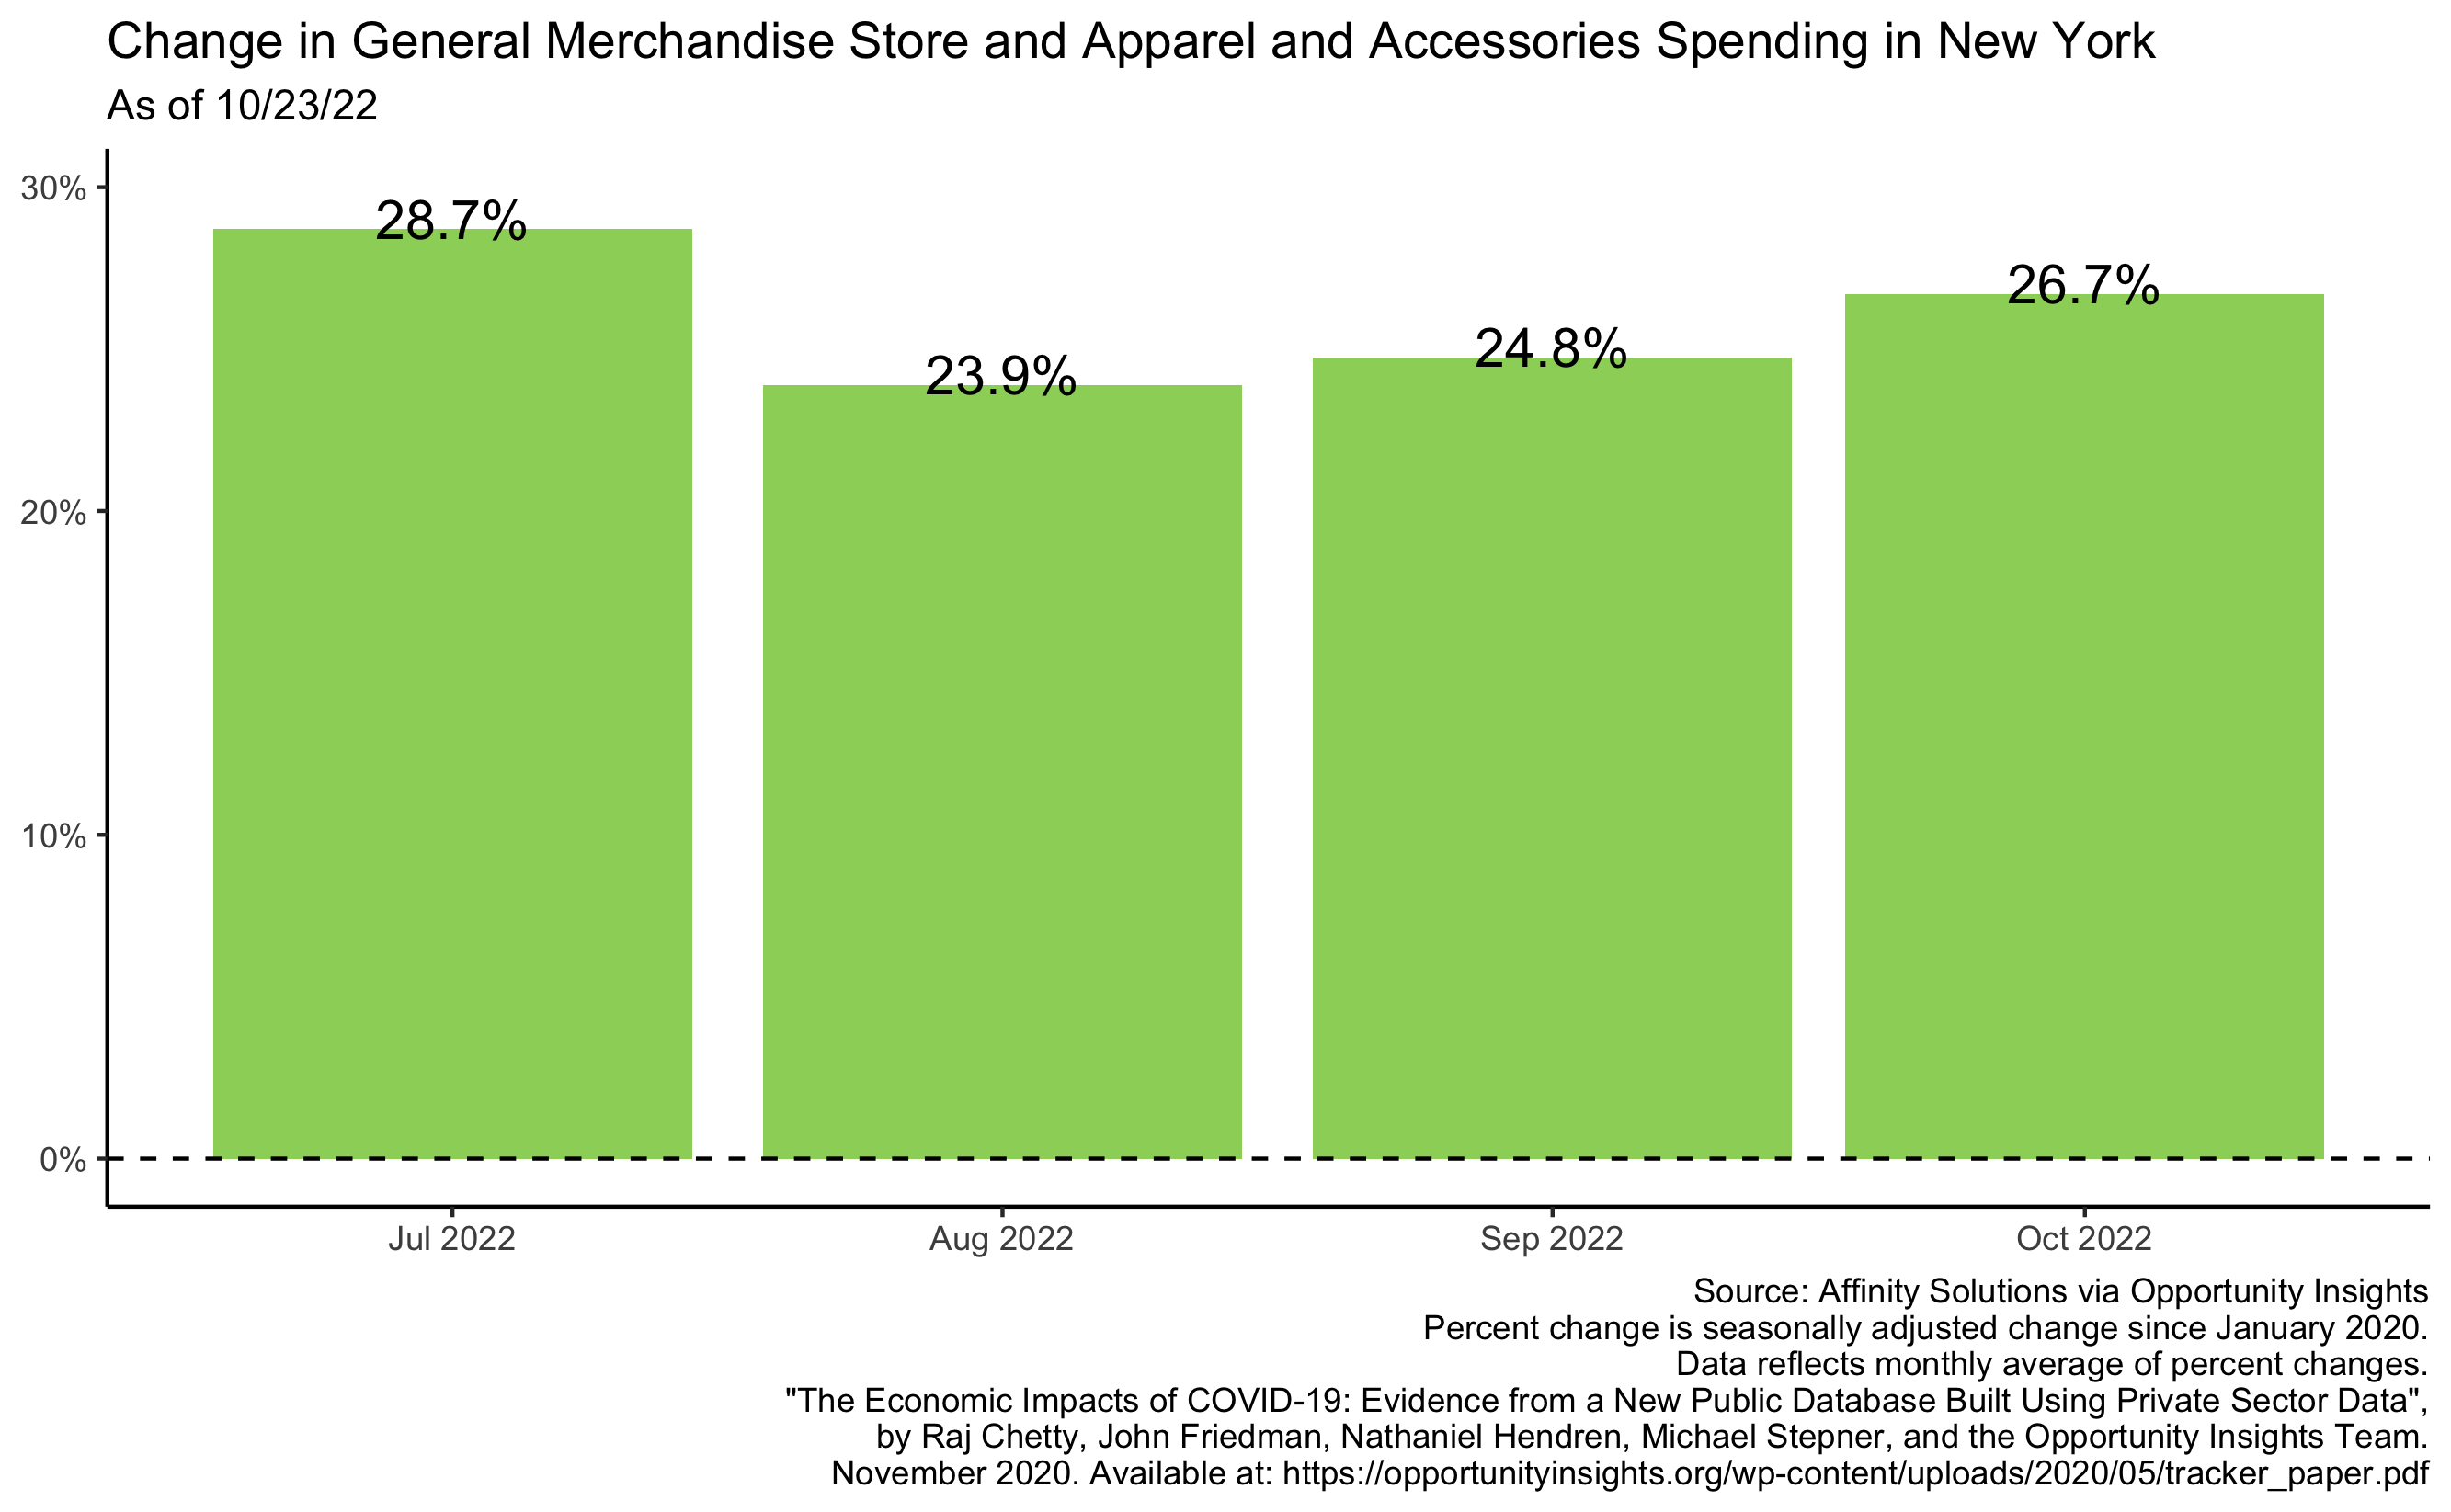 Change in General Merchandise Store and Apparel and Accessories Spending in New York
As of 10/23/22
30%
20%
10%
0%
28.7%
23.9%
24.8%
26.7%
Jul 2022
Aug 2022
Sep 2022
Oct 2022
Source: Affinity Solutions via Opportunity Insights
Percent change is seasonally adjusted change since January 2020.
Data reflects monthly average of percent changes.
"The Economic Impacts of COVID-19: Evidence from a New Public Database Built Using Private Sector Data",
by Raj Chetty, John Friedman, Nathaniel Hendren, Michael Stepner, and the Opportunity Insights Team.
November 2020. Available at: https://opportunityinsights.org/wp-content/uploads/2020/05/tracker_paper.pdf